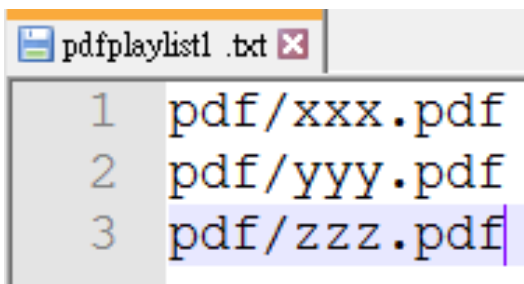 pdfplaylist1 .txt
1 pdf/xxx.pdf
2 pdf/yyy.pdf
3 pdf/zzz.pdf